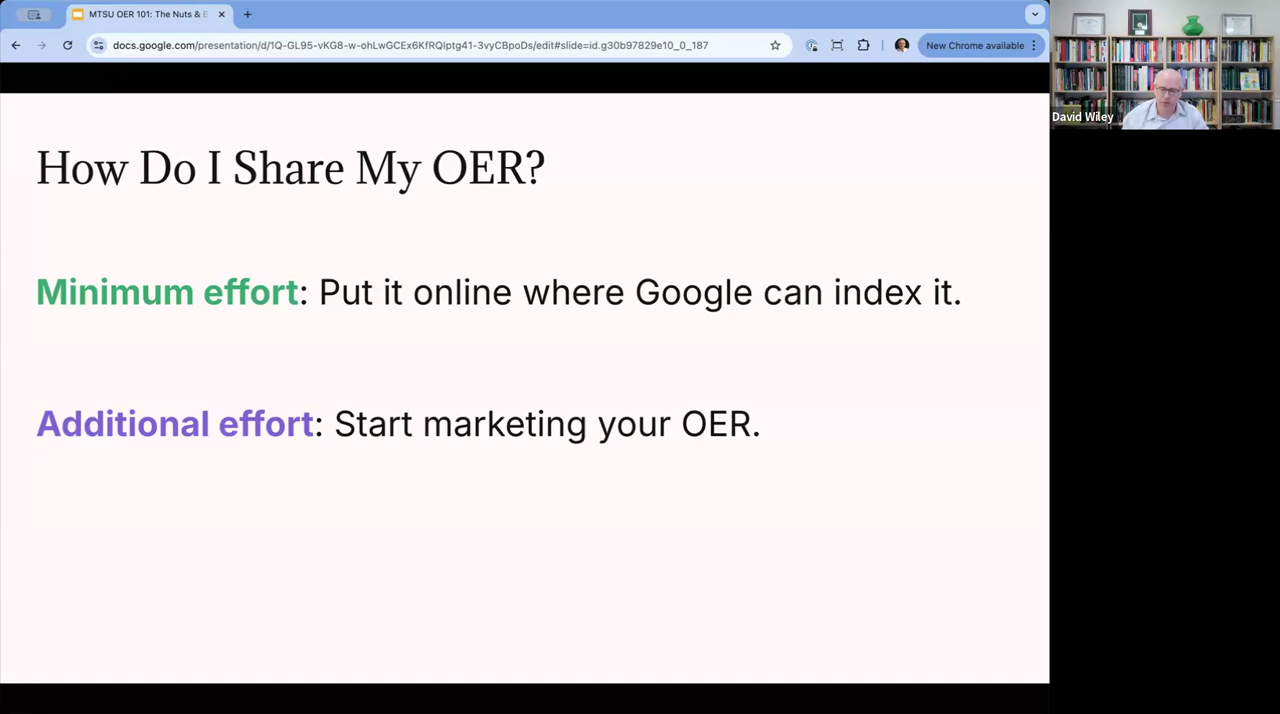 MTSU OER 101: The Nuts & B
docs.google.com/presentation/d/1Q-GL95-vKG8-w-ohLwGCEx6KfRQlptg41-3vyCBpoDs/edit#slide=id.g30b97829e10_0_187
New Chrome available
David Wiley
How Do I Share My OER?
Minimum effort: Put it online where Google can index it.
Additional effort: Start marketing your OER.